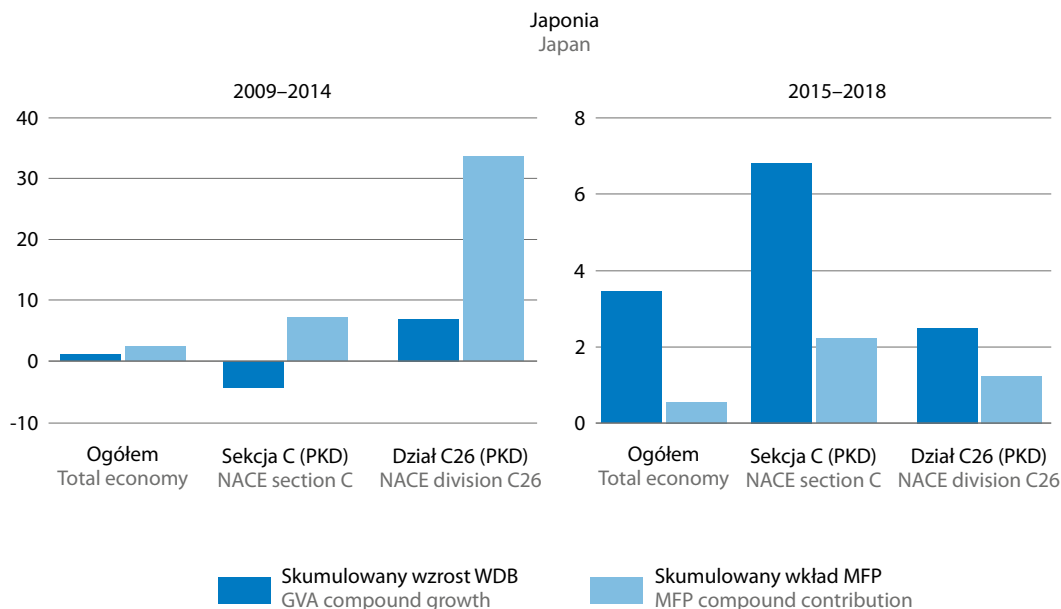 Japonia
Japan
2009–2014
40
30
20
10
0
-10
Ogółem
Total economy
Sekcja C (PKD)
NACE section C
Dział C26 (PKD)
NACE division C26
2015–2018
8
6
4
2
0
Ogółem
Total economy
Sekcja C (PKD)
NACE section C
Dział C26 (PKD)
NACE division C26
Skumulowany wzrost WDB
GVA compound growth
Skumulowany wkład MFP
MFP compound contribution